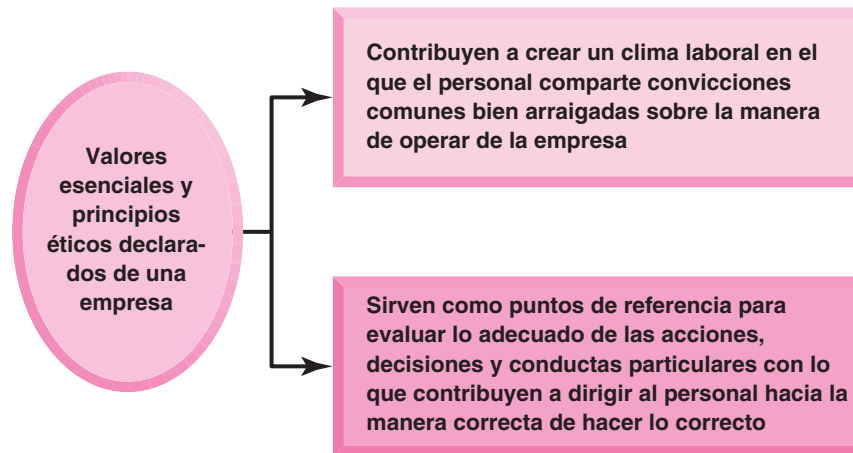 Valores
esenciales y
principios
éticos declara-
dos de una
empresa
Contribuyen a crear un clima laboral en el
que el personal comparte convicciones
comunes bien arraigadas sobre la manera
de operar de la empresa
Sirven como puntos de referencia para
evaluar lo adecuado de las acciones,
decisiones y conductas particulares con lo
que contribuyen a dirigir al personal hacia la
manera correcta de hacer lo correcto